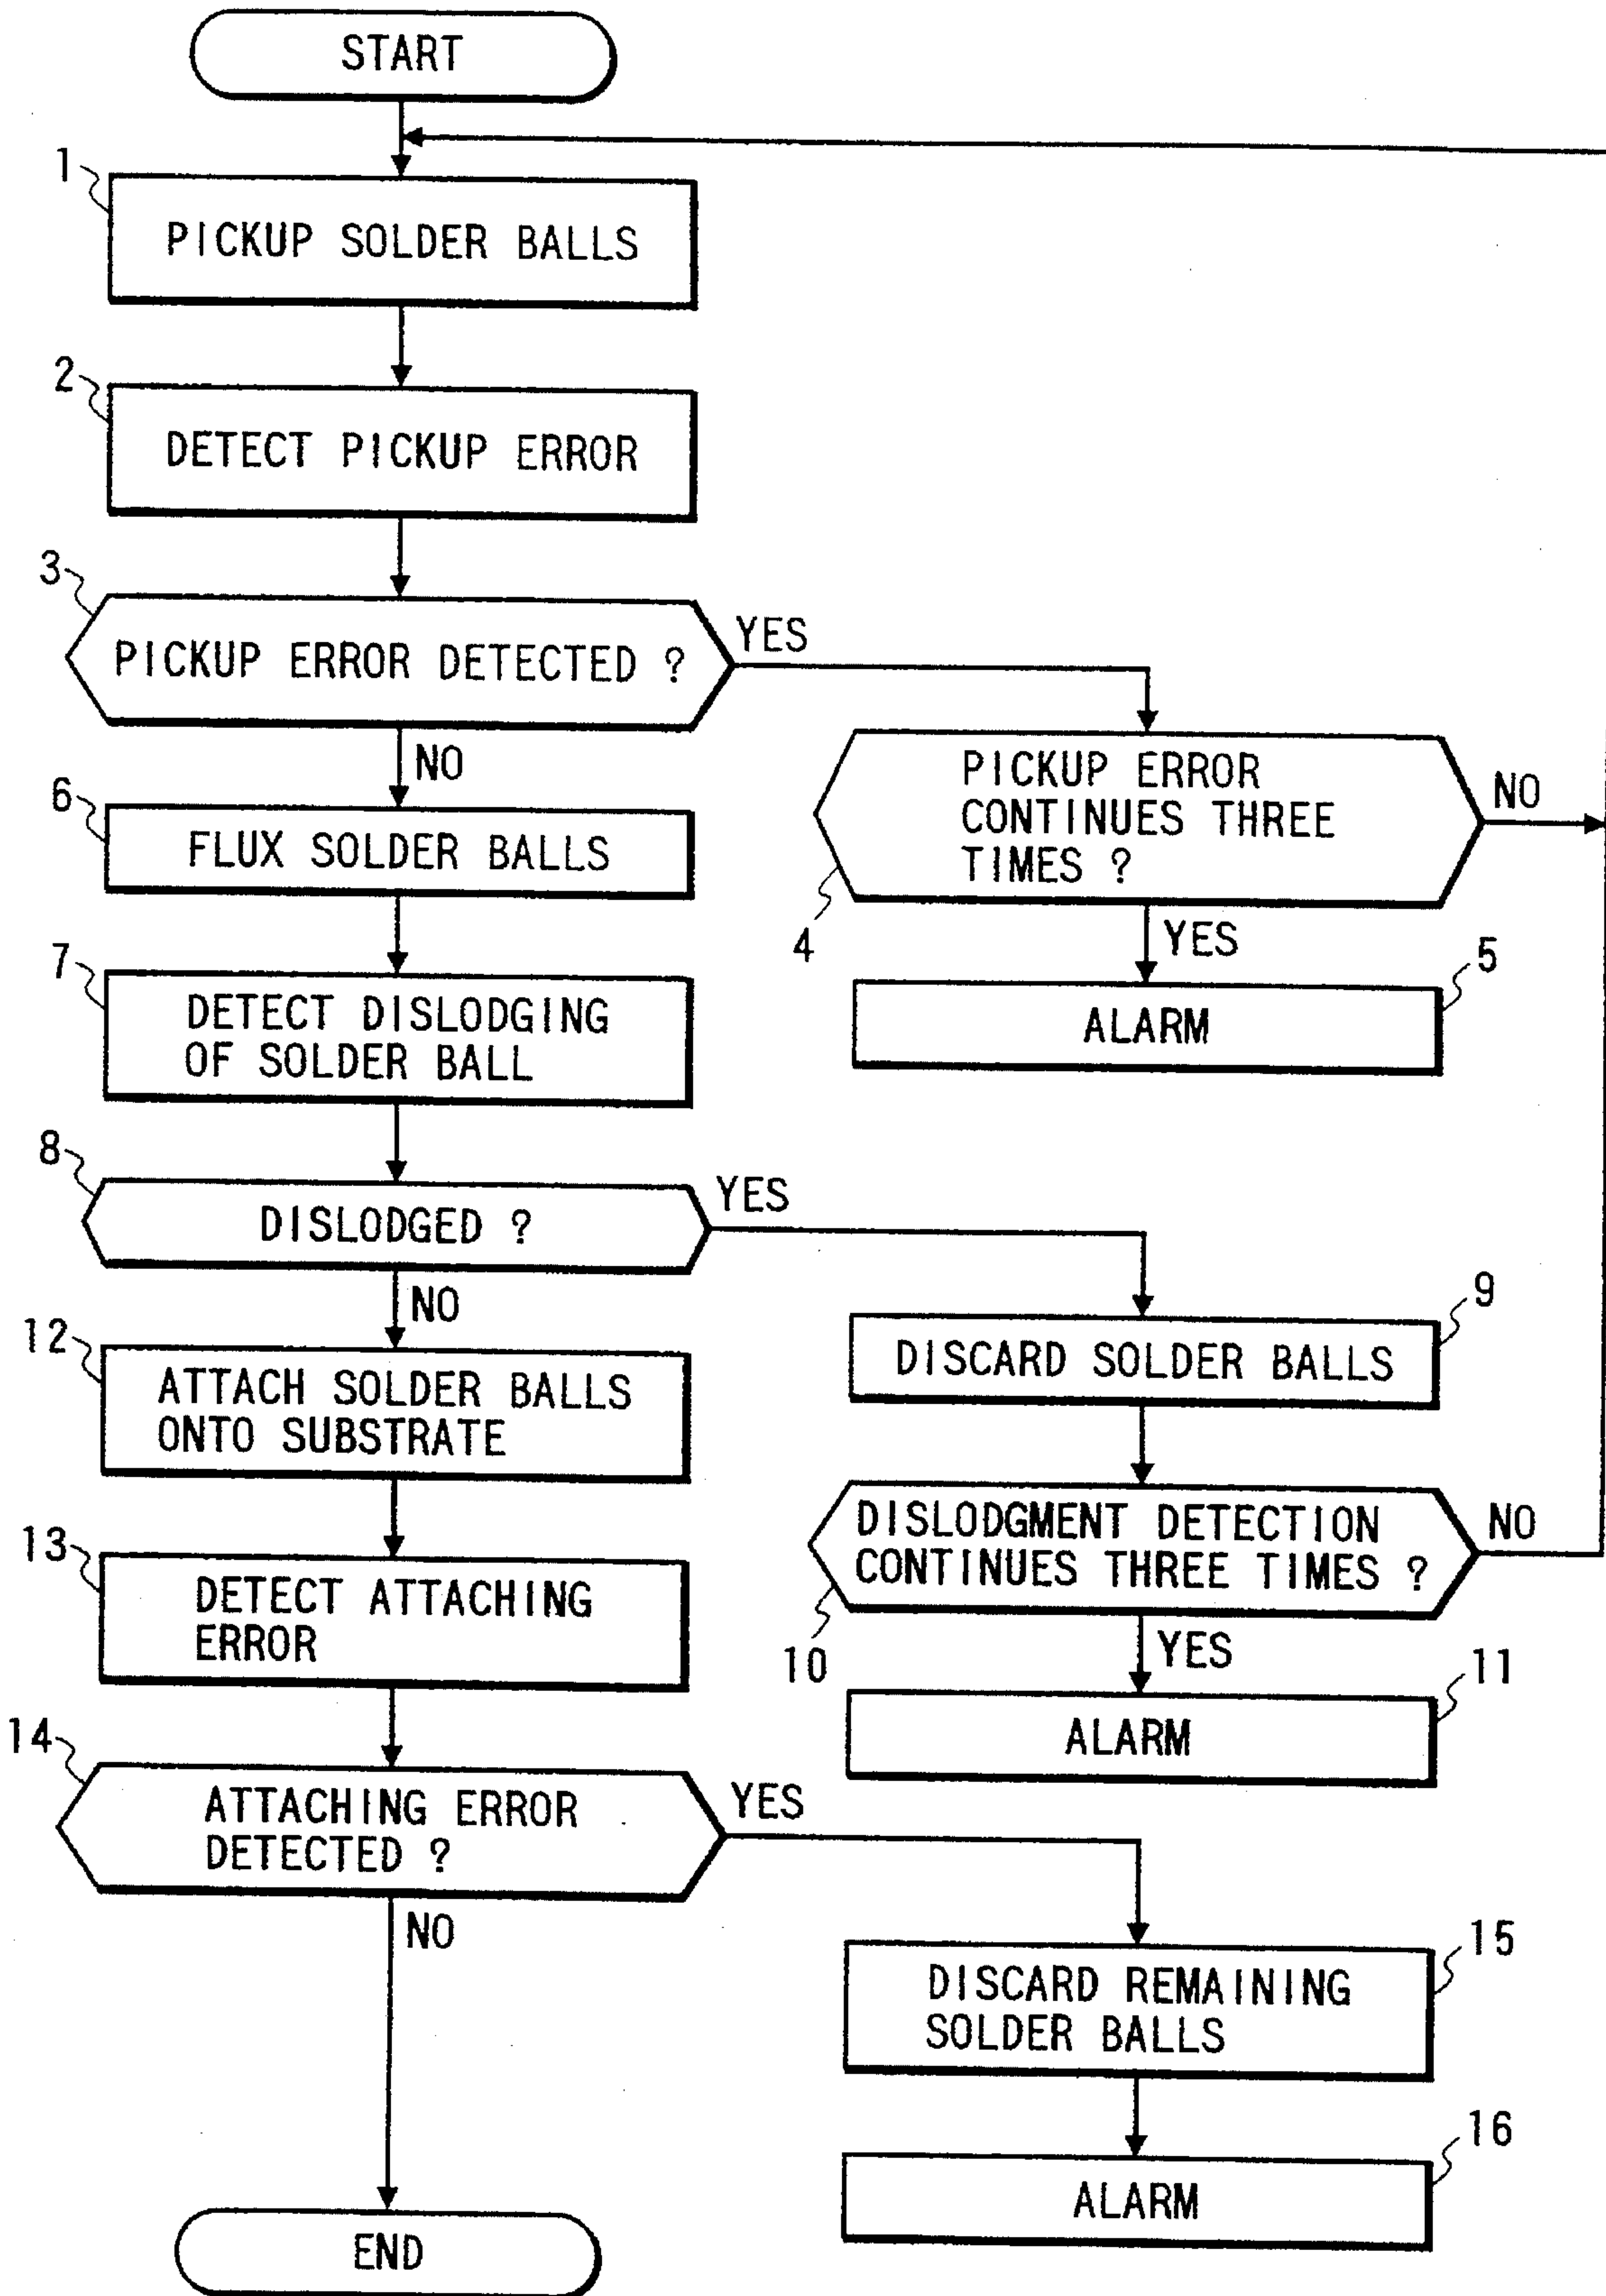 START
1
PICKUP SOLDER BALLS
2
DETECT PICKUP ERROR
3
PICKUP ERROR DETECTED ?
YES
NO
PICKUP ERROR
CONTINUES THREE
TIMES ?
NO
4
YES
5
ALARM
6
FLUX SOLDER BALLS
7
DETECT DISLODGING
OF SOLDER BALL
8
DISLODGED ?
YES
NO
9
DISCARD SOLDER BALLS
DISLODGMENT DETECTION
CONTINUES THREE TIMES ?
NO
10
YES
11
ALARM
12
ATTACH SOLDER BALLS
ONTO SUBSTRATE
13
DETECT ATTACHING
ERROR
14
ATTACHING ERROR
DETECTED ?
YES
NO
15
DISCARD REMAINING
SOLDER BALLS
16
ALARM
END